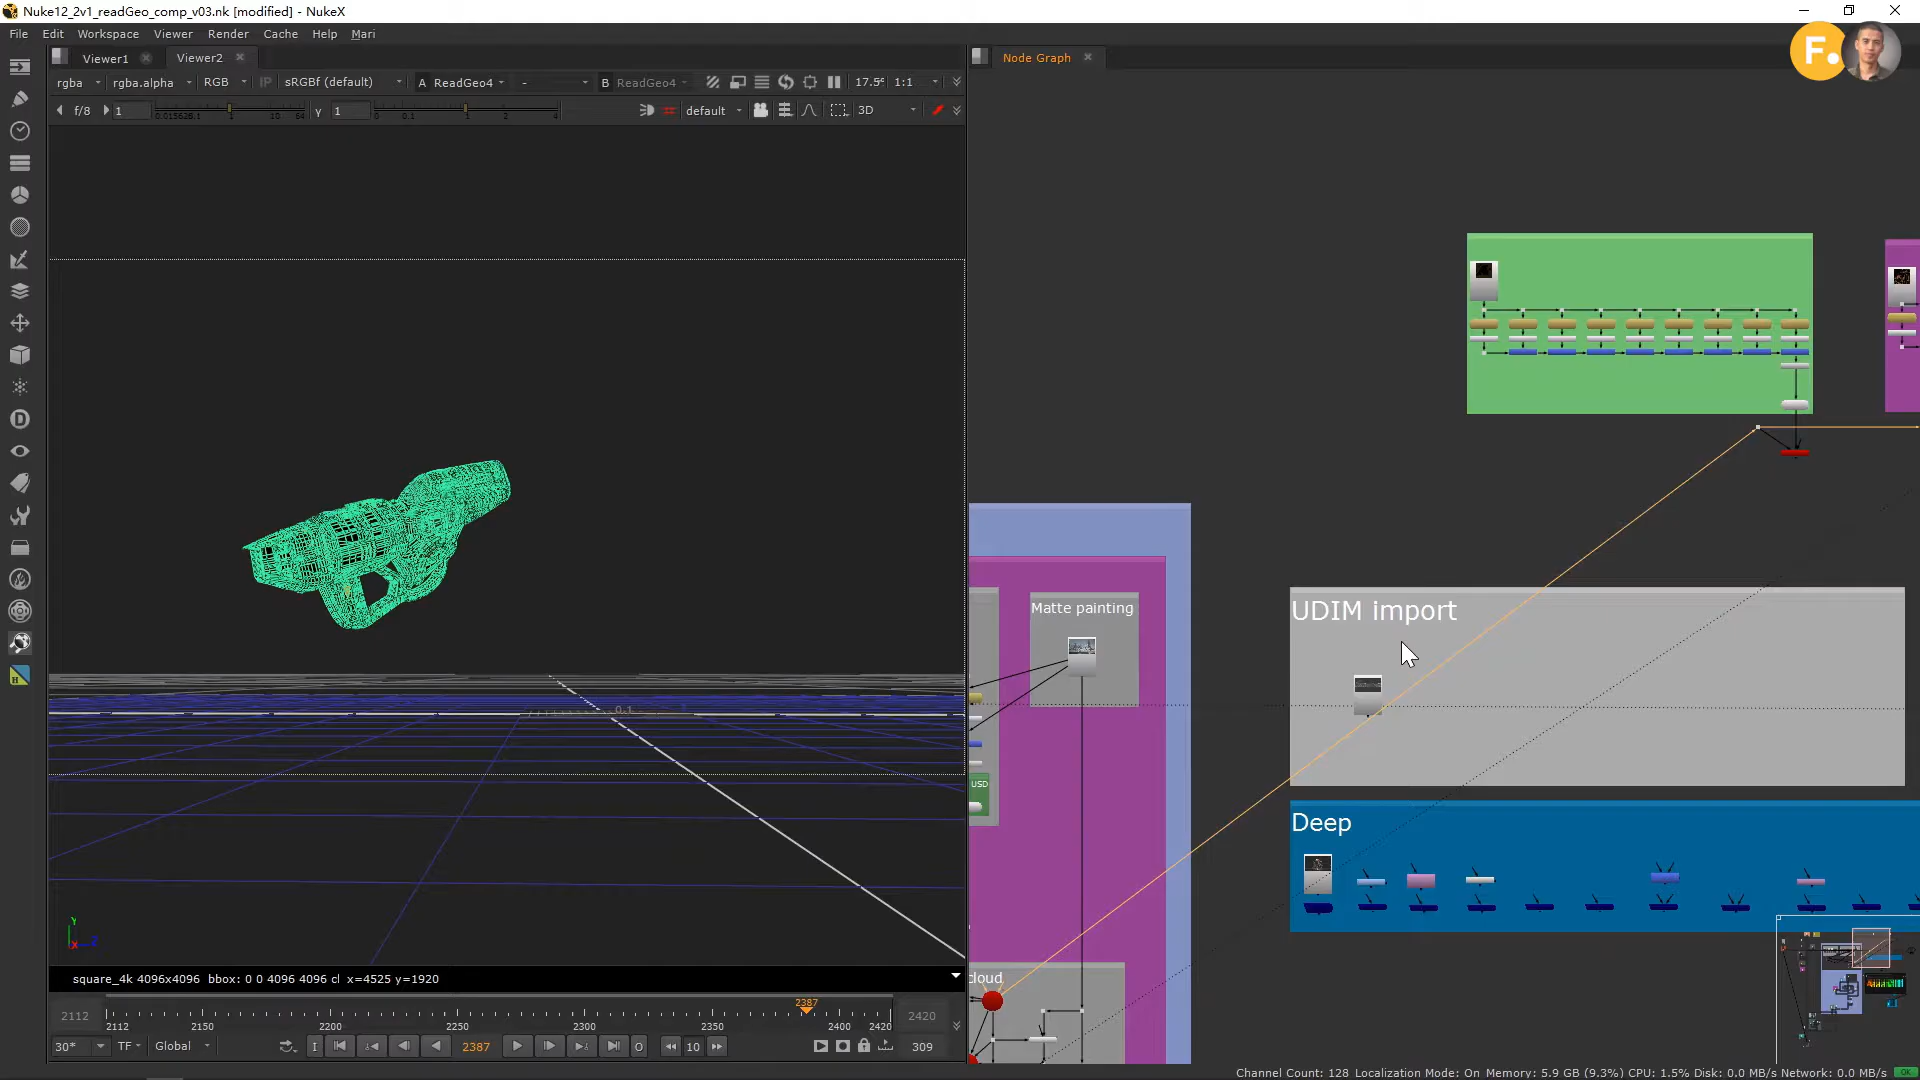 Nuke12_2v1_readGeo_comp_v03.nk [modified] - NukeX
File Edit Workspace Viewer Render Cache Help Mari
F.
Viewer1 Viewer2
Node Graph
rgba rgba.alpha RGB IP sRGBf (default) A ReadGeo4 - B ReadGeo4 1:1
f/8 1 y 1 default 3D
UDIM import
Matte painting
USD
Deep
cloud
Y
X
Z
square_4k 4096x4096 bbox: 0 0 4096 4096 cl x=4525 y=1920
2387
2112 2420
2112 2150 2200 2250 2300 2350 2400 2420
30* TF Global I 2387 O 10 309
Channel Count: 128 Localization Mode: On Memory: 5.9 GB (9.3%) CPU: 1.5% Disk: 0.0 MB/s Network: 0.0 MB/s